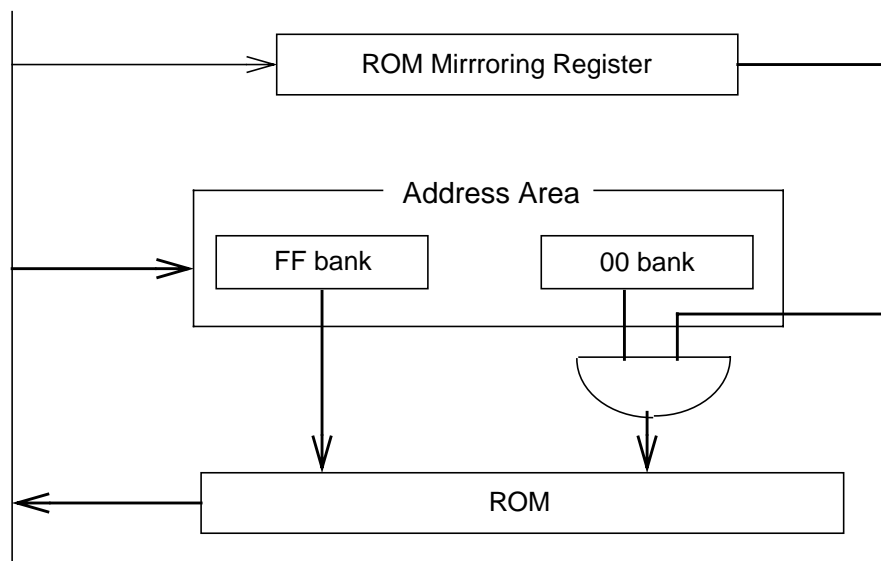 ROM Mirrroring Register
Address Area
FF bank
00 bank
ROM